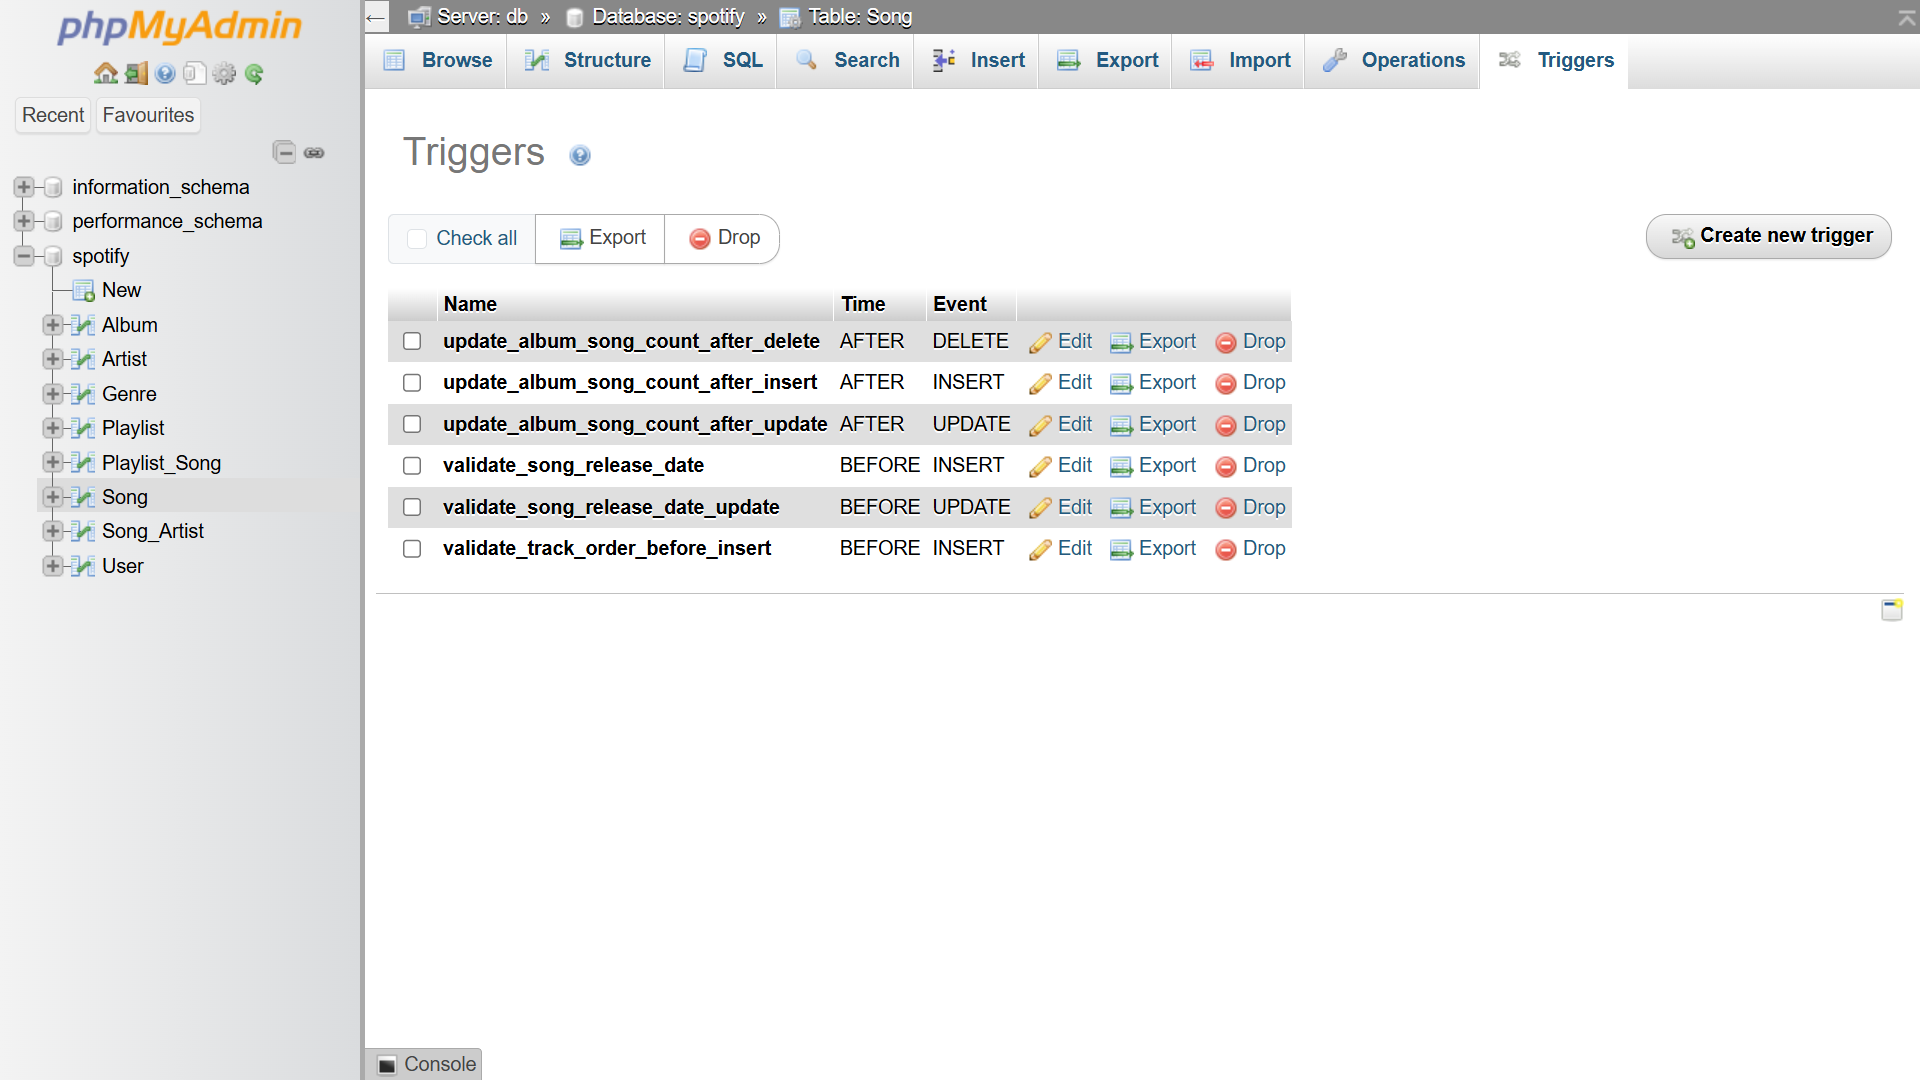 phpMyAdmin
Recent Favourites
information_schema
performance_schema
spotify
New
Album
Artist
Genre
Playlist
Playlist_Song
Song
Song_Artist
User
← Server: db » Database: spotify » Table: Song
Browse Structure SQL Search Insert Export Import Operations Triggers
Triggers
Check all Export Drop
Create new trigger
Name Time Event
update_album_song_count_after_delete AFTER DELETE Edit Export Drop
update_album_song_count_after_insert AFTER INSERT Edit Export Drop
update_album_song_count_after_update AFTER UPDATE Edit Export Drop
validate_song_release_date BEFORE INSERT Edit Export Drop
validate_song_release_date_update BEFORE UPDATE Edit Export Drop
validate_track_order_before_insert BEFORE INSERT Edit Export Drop
Console